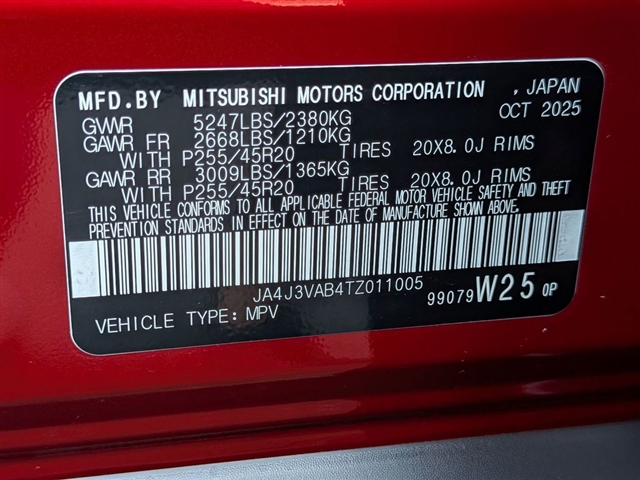 MFD.BY MITSUBISHI MOTORS CORPORATION , JAPAN
GVWR 5247LBS/2380KG OCT 2025
GAWR FR 2668LBS/1210KG
WITH P255/45R20 TIRES 20X8.0J RIMS
GAWR RR 3009LBS/1365KG
WITH P255/45R20 TIRES 20X8.0J RIMS
THIS VEHICLE CONFORMS TO ALL APPLICABLE FEDERAL MOTOR VEHICLE SAFETY AND THEFT
PREVENTION STANDARDS IN EFFECT ON THE DATE OF MANUFACTURE SHOWN ABOVE.
JA4J3VAB4TZ011005
99079 W25 0P
VEHICLE TYPE: MPV